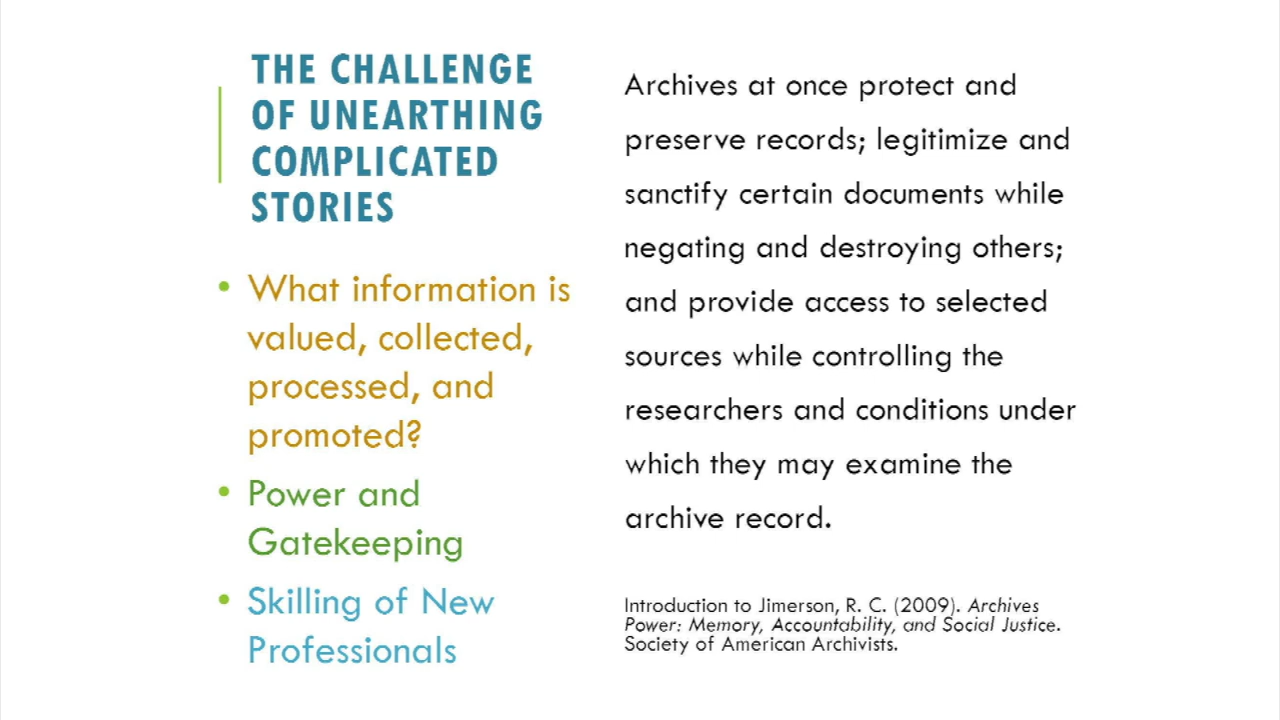 THE CHALLENGE
OF UNEARTHING
COMPLICATED
STORIES
• What information is
valued, collected,
processed, and
promoted?
• Power and
Gatekeeping
• Skilling of New
Professionals
Archives at once protect and
preserve records; legitimize and
sanctify certain documents while
negating and destroying others;
and provide access to selected
sources while controlling the
researchers and conditions under
which they may examine the
archive record.
Introduction to Jimerson, R. C. (2009). Archives
Power: Memory, Accountability, and Social Justice.
Society of American Archivists.